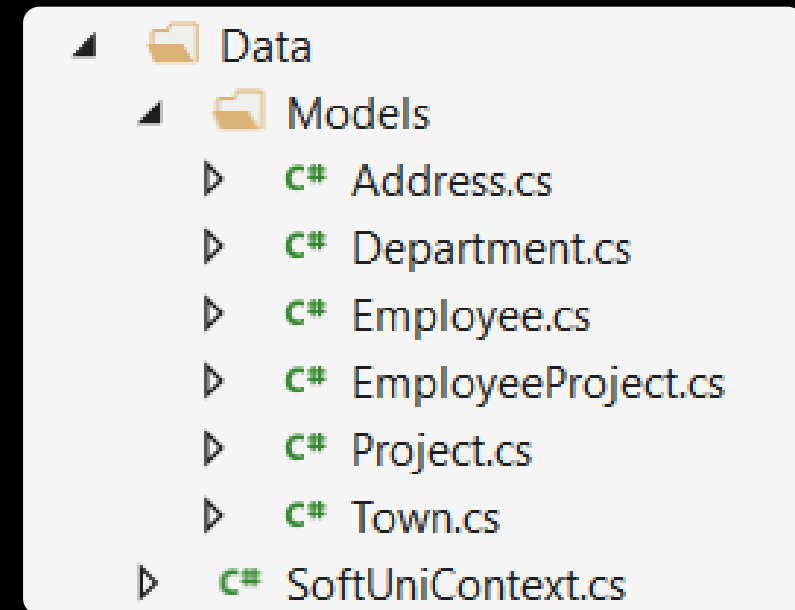 Data
Models
C# Address.cs
C# Department.cs
C# Employee.cs
C# EmployeeProject.cs
C# Project.cs
C# Town.cs
C# SoftUniContext.cs